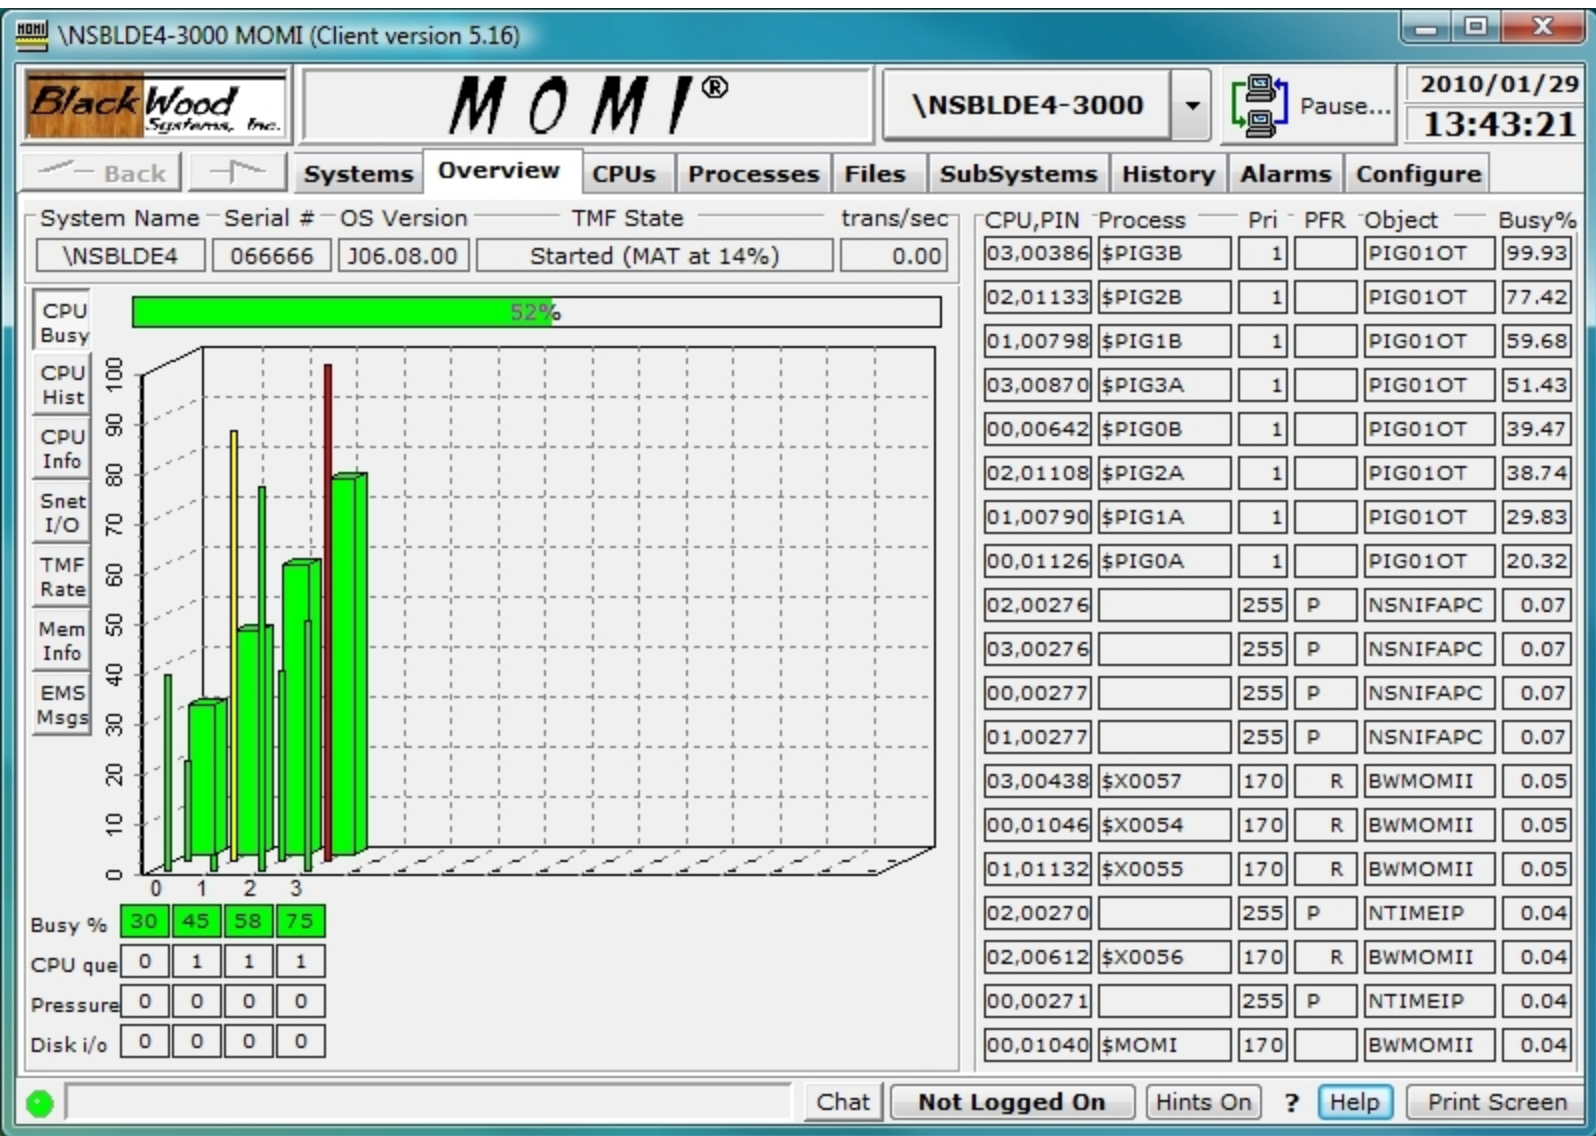 \NSBLDE4-3000 MOMI (Client version 5.16)
BlackWood Systems, Inc.
MOMI®
\NSBLDE4-3000
Pause...
2010/01/29
13:43:21
Back
Systems Overview CPUs Processes Files SubSystems History Alarms Configure
System Name Serial # OS Version TMF State trans/sec
\NSBLDE4 066666 J06.08.00 Started (MAT at 14%) 0.00
CPU Busy
52%
CPU Hist
CPU Info
Snet I/O
TMF Rate
Mem Info
EMS Msgs
100
90
80
70
60
50
40
30
20
10
0
0 1 2 3
Busy % 30 45 58 75
CPU que 0 1 1 1
Pressure 0 0 0 0
Disk i/o 0 0 0 0
CPU,PIN Process Pri PFR Object Busy%
03,00386 $PIG3B 1 PIG01OT 99.93
02,01133 $PIG2B 1 PIG01OT 77.42
01,00798 $PIG1B 1 PIG01OT 59.68
03,00870 $PIG3A 1 PIG01OT 51.43
00,00642 $PIG0B 1 PIG01OT 39.47
02,01108 $PIG2A 1 PIG01OT 38.74
01,00790 $PIG1A 1 PIG01OT 29.83
00,01126 $PIG0A 1 PIG01OT 20.32
02,00276 255 P NSNIFAPC 0.07
03,00276 255 P NSNIFAPC 0.07
00,00277 255 P NSNIFAPC 0.07
01,00277 255 P NSNIFAPC 0.07
03,00438 $X0057 170 R BWMOMII 0.05
00,01046 $X0054 170 R BWMOMII 0.05
01,01132 $X0055 170 R BWMOMII 0.05
02,00270 255 P NTIMEIP 0.04
02,00612 $X0056 170 R BWMOMII 0.04
00,00271 255 P NTIMEIP 0.04
00,01040 $MOMI 170 BWMOMII 0.04
Chat Not Logged On Hints On ? Help Print Screen